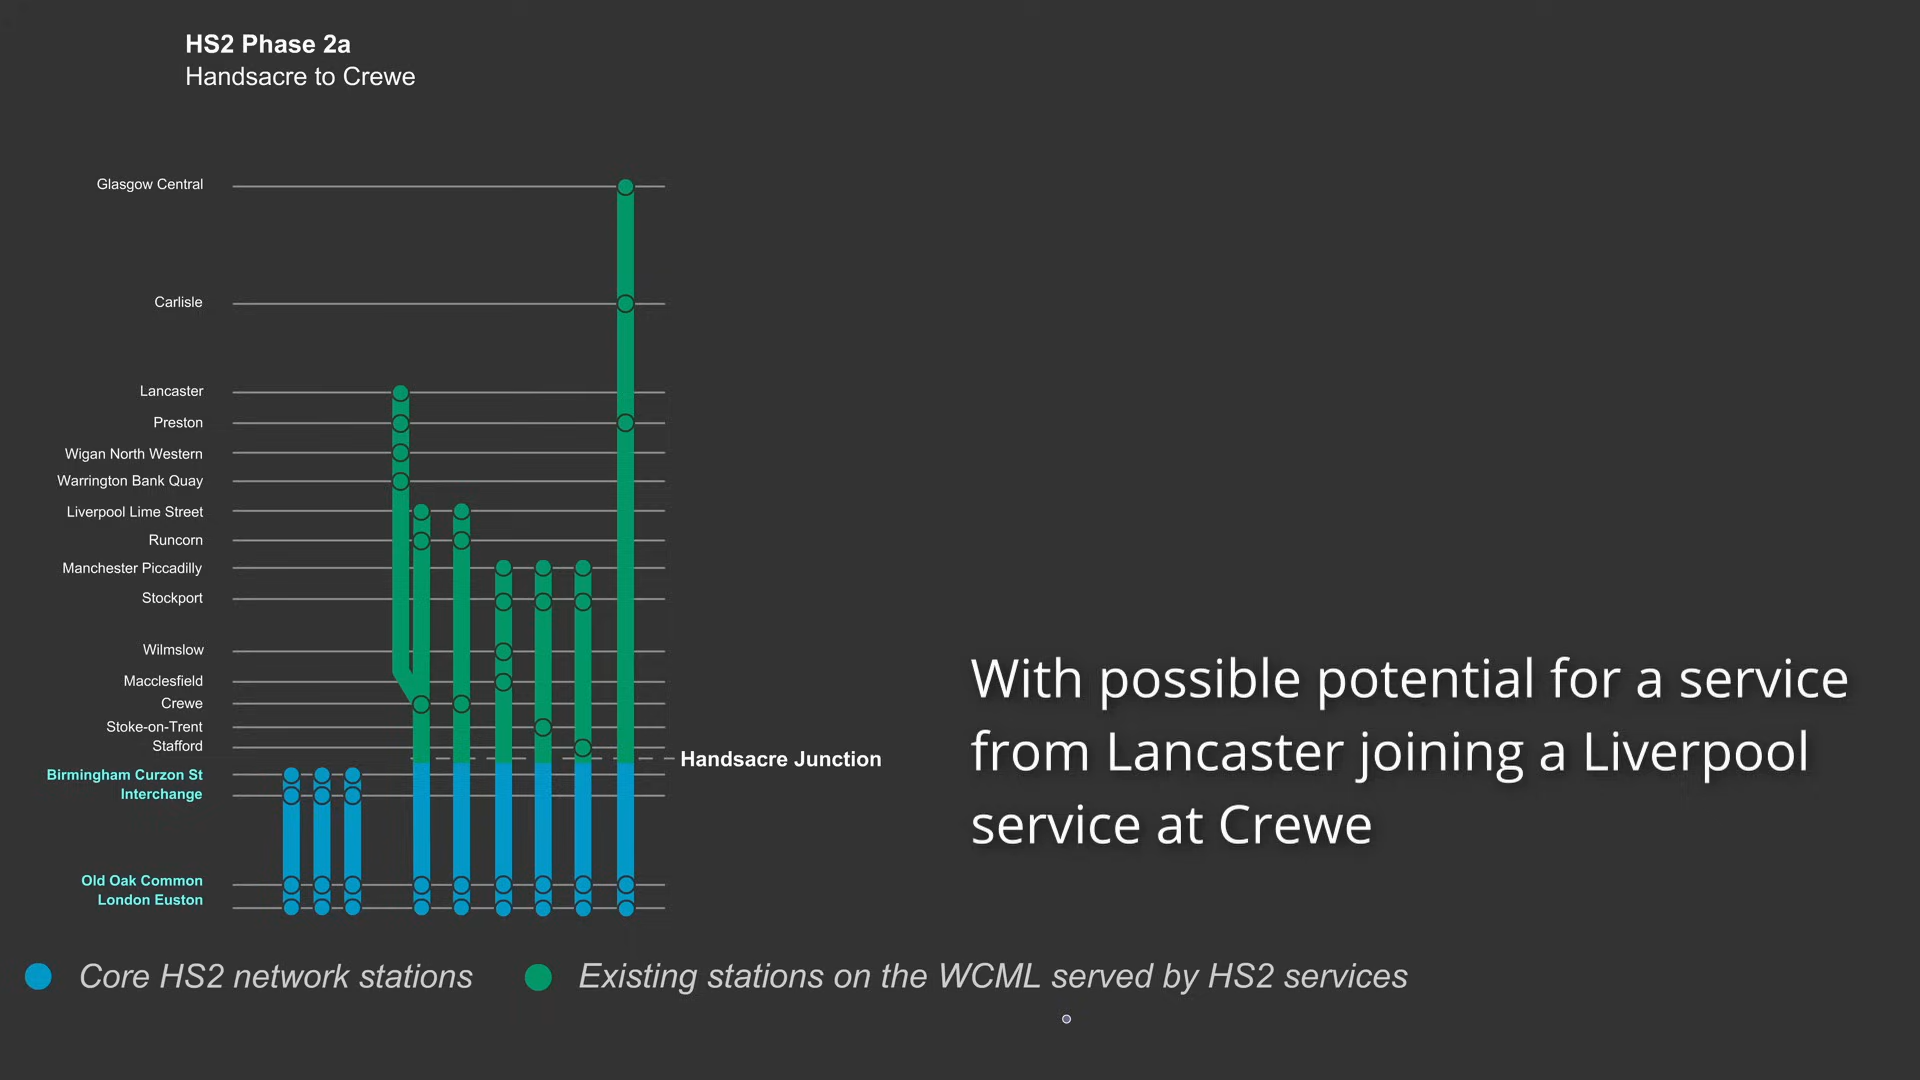 HS2 Phase 2a
Handsacre to Crewe
Glasgow Central
Carlisle
Lancaster
Preston
Wigan North Western
Warrington Bank Quay
Liverpool Lime Street
Runcorn
Manchester Piccadilly
Stockport
Wilmslow
Macclesfield
Crewe
Stoke-on-Trent
Stafford
Handsacre Junction
Birmingham Curzon St
Interchange
Old Oak Common
London Euston
With possible potential for a service
from Lancaster joining a Liverpool
service at Crewe
Core HS2 network stations
Existing stations on the WCML served by HS2 services